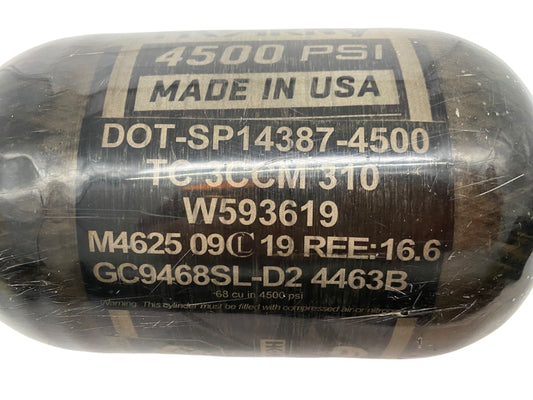 4500 PSI
MADE IN USA
DOT-SP14387-4500
TC-3CCM 310
W593619
M4625 09 19 REE:16.6
GC9468SL-D2 4463B
68 cu in 4500 psi
Warning: This cylinder must be filled with compressed air or